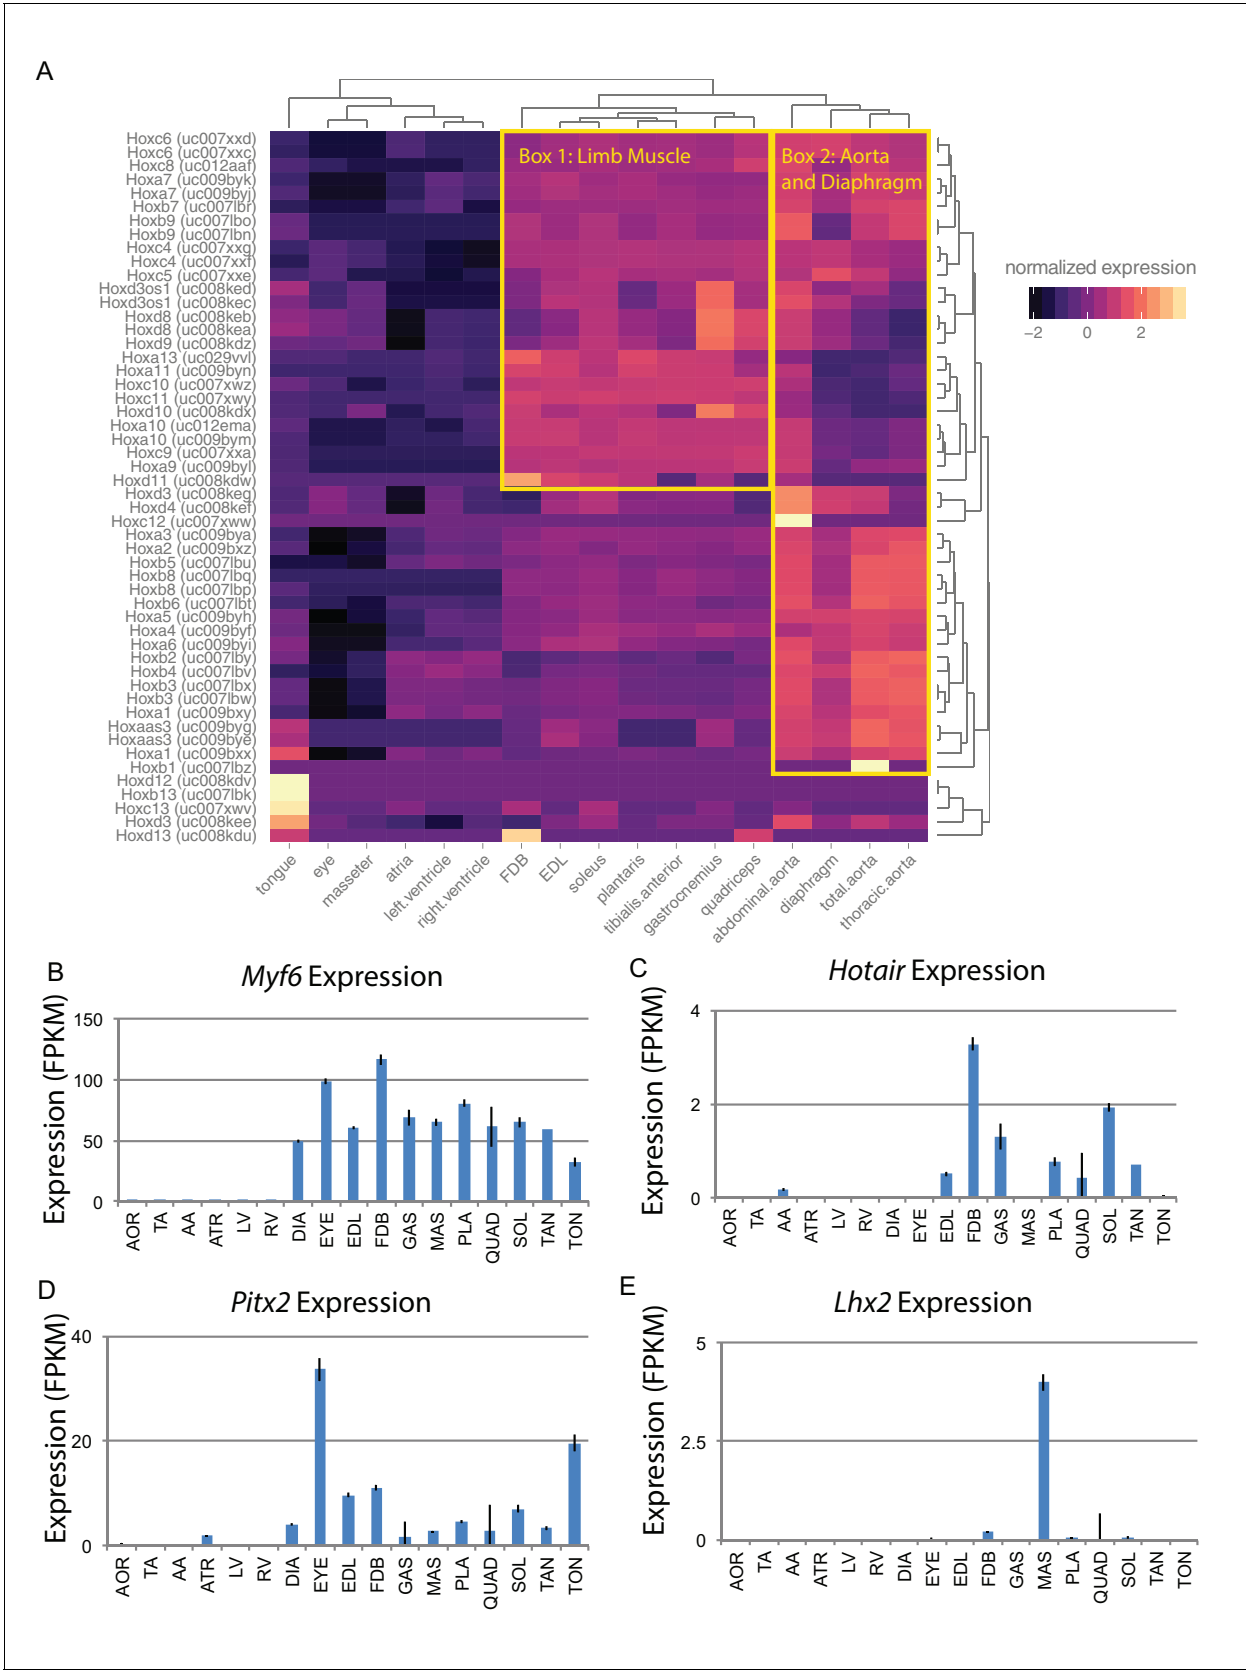 A
Box 1: Limb Muscle
Box 2: Aorta
and Diaphragm
Hoxc6 (uc007xxd)
Hoxc6 (uc007xxc)
Hoxc8 (uc012aaf)
Hoxa7 (uc009byk)
Hoxa7 (uc009byj)
Hoxb7 (uc007lbr)
Hoxb9 (uc007lbo)
Hoxb9 (uc007lbn)
Hoxc4 (uc007xxg)
Hoxc4 (uc007xxf)
Hoxc5 (uc007xxe)
Hoxd3os1 (uc008ked)
Hoxd3os1 (uc008kec)
Hoxd8 (uc008keb)
Hoxd8 (uc008kea)
Hoxd9 (uc008kdz)
Hoxa13 (uc029vvl)
Hoxa11 (uc009byn)
Hoxc10 (uc007xwz)
Hoxc11 (uc007xwy)
Hoxd10 (uc008kdx)
Hoxa10 (uc012ema)
Hoxa10 (uc009bym)
Hoxc9 (uc007xxa)
Hoxa9 (uc009byl)
Hoxd11 (uc008kdw)
Hoxd3 (uc008keg)
Hoxd4 (uc008kef)
Hoxc12 (uc007xww)
Hoxa3 (uc009bya)
Hoxa2 (uc009bxz)
Hoxb5 (uc007lbu)
Hoxb8 (uc007lbq)
Hoxb8 (uc007lbp)
Hoxb6 (uc007lbt)
Hoxa5 (uc009byh)
Hoxa4 (uc009byf)
Hoxa6 (uc009byi)
Hoxb2 (uc007lby)
Hoxb4 (uc007lbv)
Hoxb3 (uc007lbx)
Hoxb3 (uc007lbw)
Hoxa1 (uc009bxy)
Hoxaas3 (uc009byg)
Hoxaas3 (uc009bye)
Hoxa1 (uc009bxx)
Hoxb1 (uc007lbz)
Hoxd12 (uc008kdv)
Hoxb13 (uc007lbk)
Hoxc13 (uc007xwv)
Hoxd3 (uc008kee)
Hoxd13 (uc008kdu)
normalized expression
−2 0 2
tongue eye masseter atria left.ventricle right.ventricle FDB EDL soleus plantaris tibialis.anterior gastrocnemius quadriceps abdominal.aorta diaphragm total.aorta thoracic.aorta
B
Myf6 Expression
Expression (FPKM)
150
100
50
0
AOR TA AA ATR LV RV DIA EYE EDL FDB GAS MAS PLA QUAD SOL TAN TON
C
Hotair Expression
Expression (FPKM)
4
2
0
AOR TA AA ATR LV RV DIA EYE EDL FDB GAS MAS PLA QUAD SOL TAN TON
D
Pitx2 Expression
Expression (FPKM)
40
20
0
AOR TA AA ATR LV RV DIA EYE EDL FDB GAS MAS PLA QUAD SOL TAN TON
E
Lhx2 Expression
Expression (FPKM)
5
2.5
0
AOR TA AA ATR LV RV DIA EYE EDL FDB GAS MAS PLA QUAD SOL TAN TON